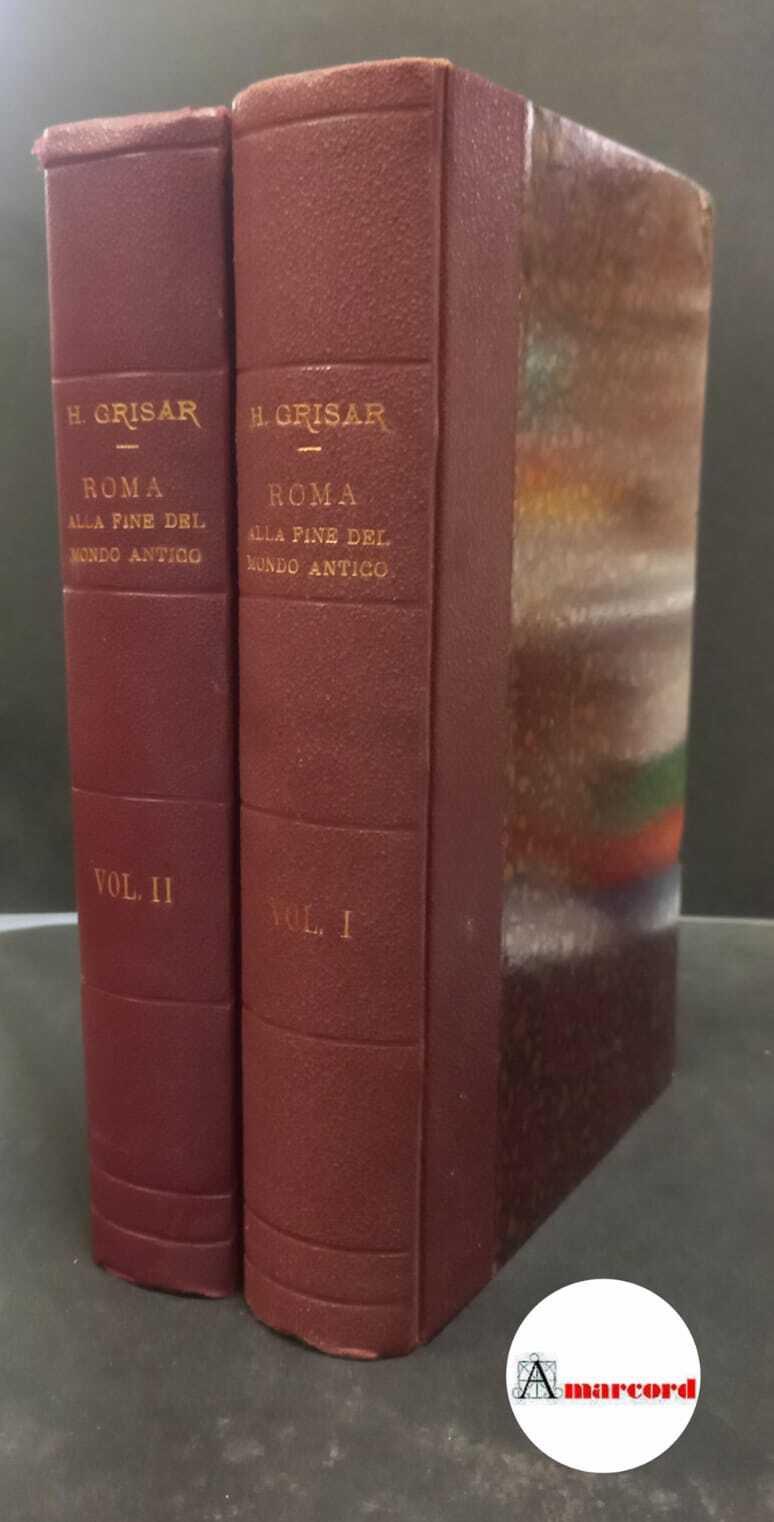 H. GRISAR
ROMA
ALLA FINE DEL
MONDO ANTICO
VOL. II
H. GRISAR
ROMA
ALLA FINE DEL
MONDO ANTICO
VOL. I
Amarcord